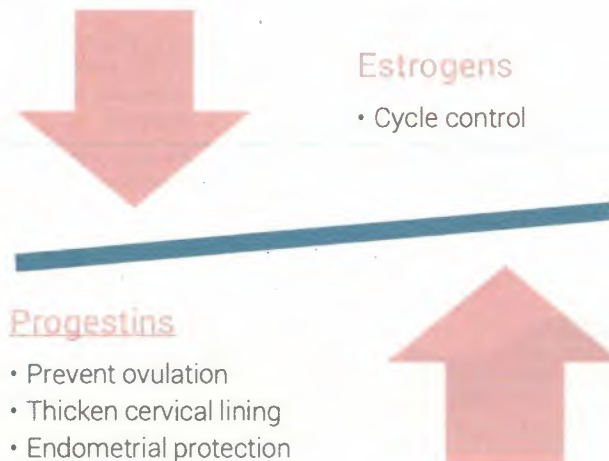 Estrogens
• Cycle control
Progestins
• Prevent ovulation
• Thicken cervical lining
• Endometrial protection